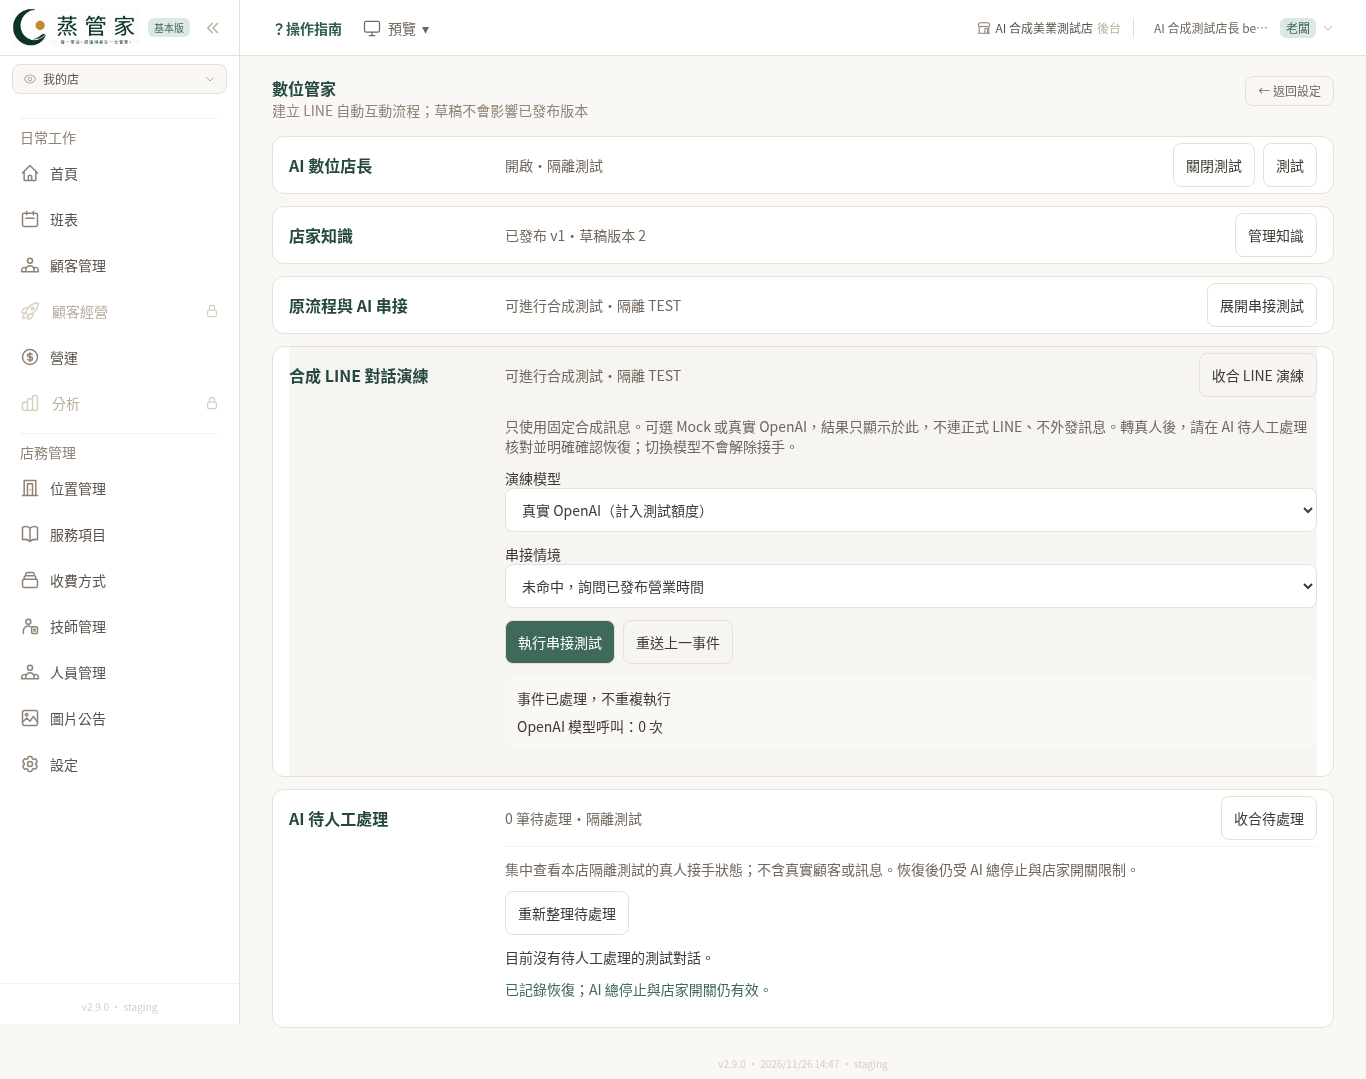 蒸管家
基本版
?操作指南
預覽 ▾
AI 合成美業測試店 後台
AI 合成測試店長 be…
老闆
我的店
日常工作
首頁
班表
顧客管理
顧客經營
營運
分析
店務管理
位置管理
服務項目
收費方式
技師管理
人員管理
圖片公告
設定
v2.9.0 · staging
數位管家
建立 LINE 自動互動流程；草稿不會影響已發布版本
← 返回設定
AI 數位店長
開啟・隔離測試
關閉測試
測試
店家知識
已發布 v1・草稿版本 2
管理知識
原流程與 AI 串接
可進行合成測試・隔離 TEST
展開串接測試
合成 LINE 對話演練
可進行合成測試・隔離 TEST
收合 LINE 演練
只使用固定合成訊息。可選 Mock 或真實 OpenAI，結果只顯示於此，不連正式 LINE、不外發訊息。轉真人後，請在 AI 待人工處理
核對並明確確認恢復；切換模型不會解除接手。
演練模型
真實 OpenAI（計入測試額度）
串接情境
未命中，詢問已發布營業時間
執行串接測試
重送上一事件
事件已處理，不重複執行
OpenAI 模型呼叫：0 次
AI 待人工處理
0 筆待處理・隔離測試
收合待處理
集中查看本店隔離測試的真人接手狀態；不含真實顧客或訊息。恢復後仍受 AI 總停止與店家開關限制。
重新整理待處理
目前沒有待人工處理的測試對話。
已記錄恢復；AI 總停止與店家開關仍有效。
v2.9.0 · 2026/11/26 14:47 · staging